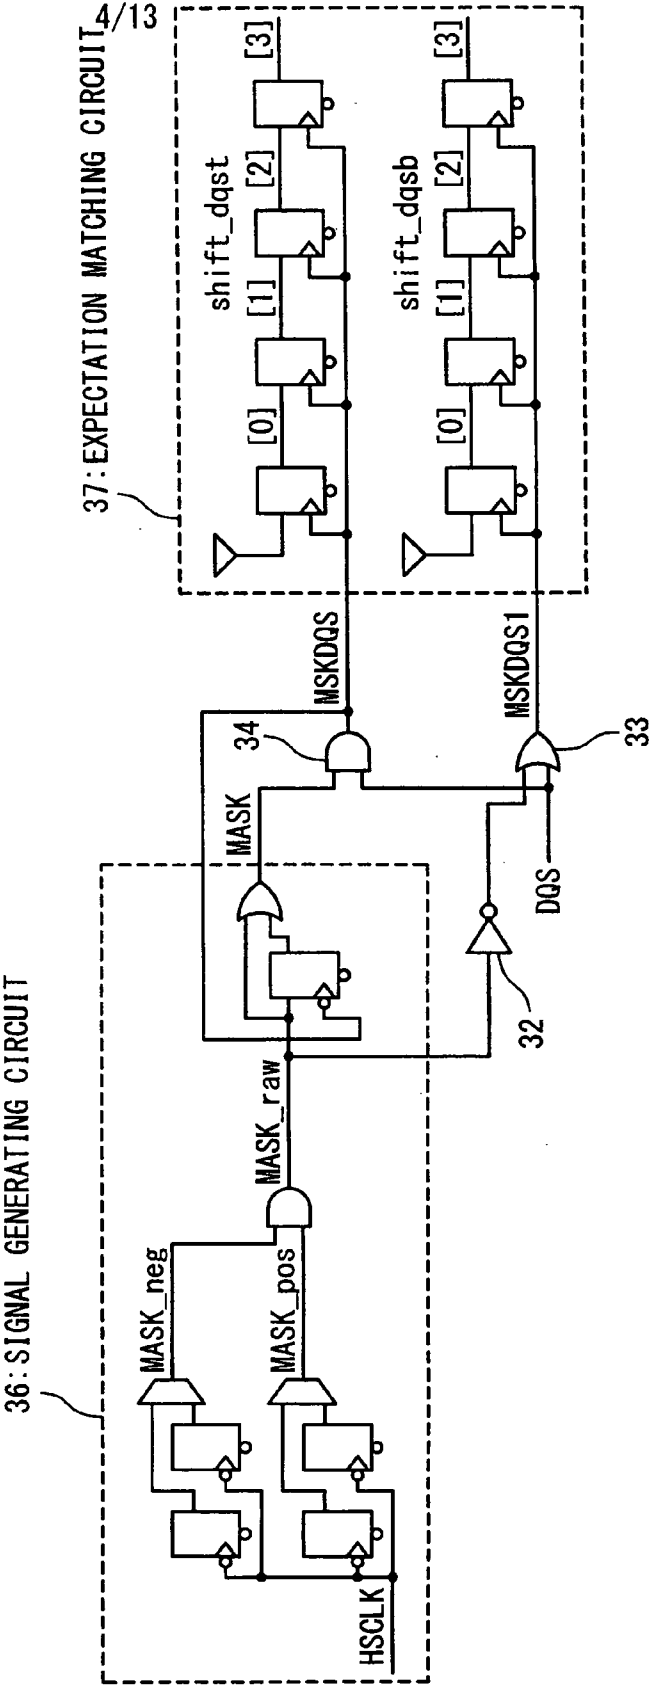 4/13
36:SIGNAL GENERATING CIRCUIT
37:EXPECTATION MATCHING CIRCUIT
MASK_neg
MASK_pos
HSCLK
MASK_raw
MASK
34
MSKDQS
32
DQS
33
MSKDQS1
shift_dqst
[0]
[1]
[2]
[3]
shift_dqsb
[0]
[1]
[2]
[3]